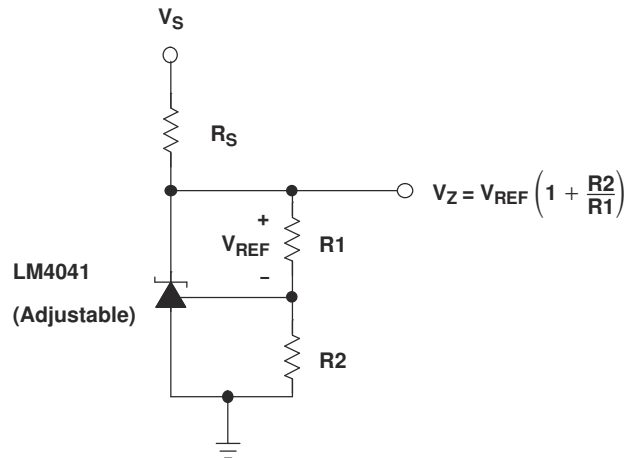 V_S
R_S
V_Z = V_REF (1 + R2/R1)
+
V_REF R1
–
LM4041
(Adjustable)
R2